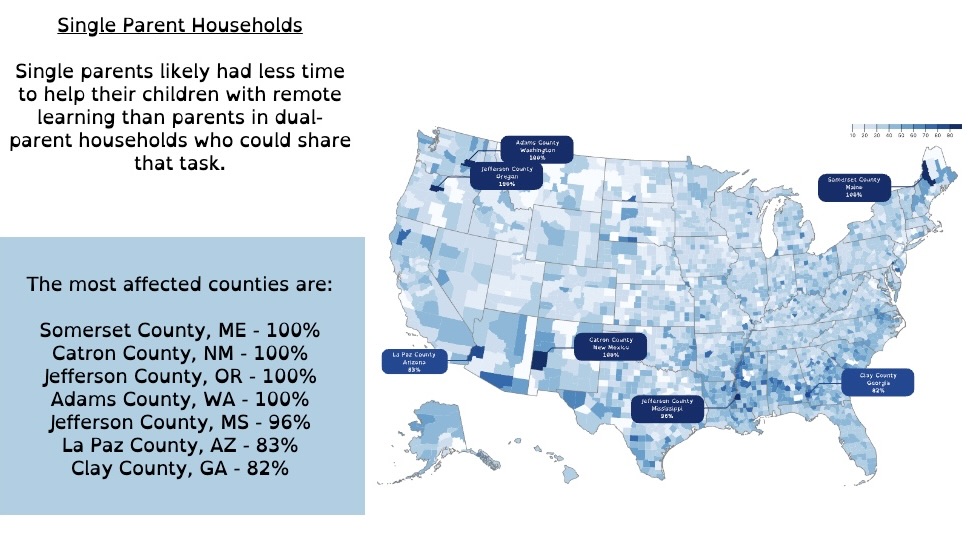 Single Parent Households
Single parents likely had less time
to help their children with remote
learning than parents in dual-
parent households who could share
that task.
The most affected counties are:
Somerset County, ME - 100%
Catron County, NM - 100%
Jefferson County, OR - 100%
Adams County, WA - 100%
Jefferson County, MS - 96%
La Paz County, AZ - 83%
Clay County, GA - 82%
10 20 30 40 50 60 70 80 90
Adams County
Washington
100%
Jefferson County
Oregon
100%
Somerset County
Maine
100%
Catron County
New Mexico
100%
La Paz County
Arizona
83%
Clay County
Georgia
82%
Jefferson County
Mississippi
96%